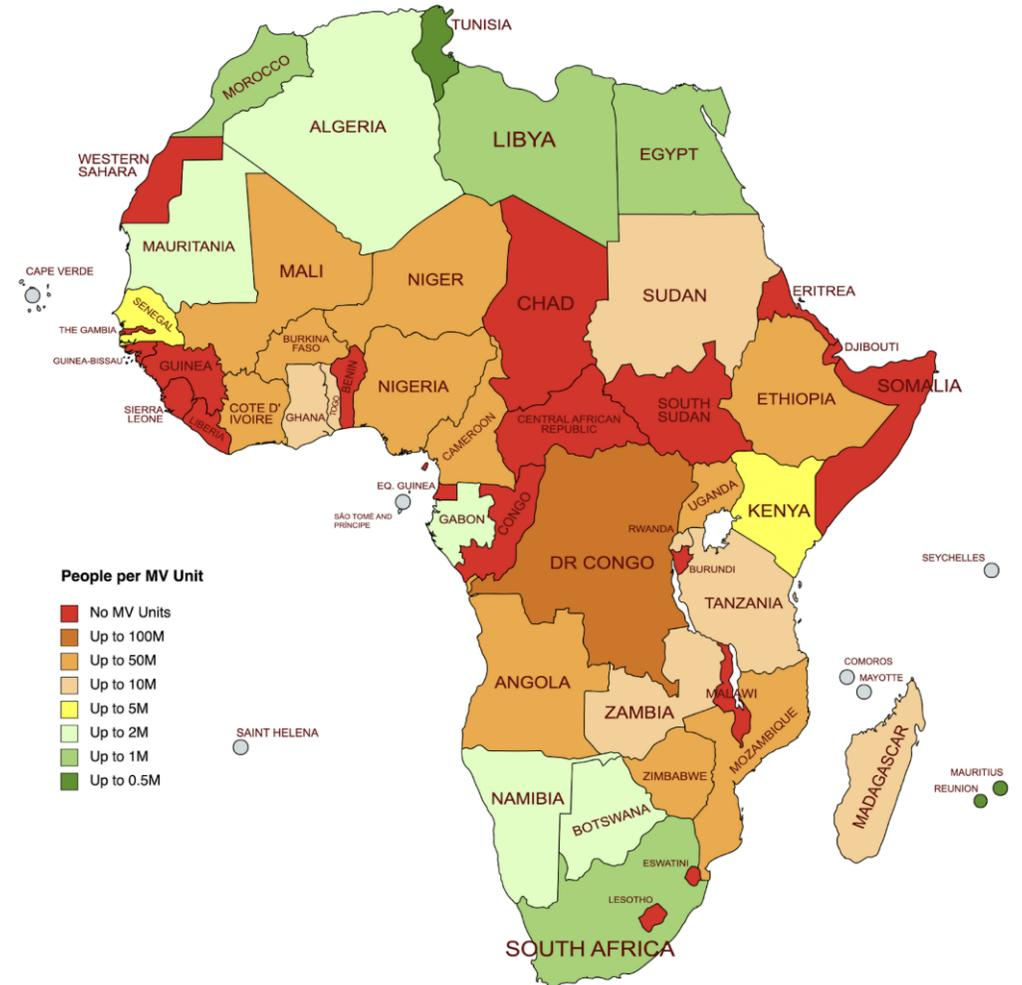 TUNISIA
MOROCCO
ALGERIA
LIBYA
EGYPT
WESTERN
SAHARA
MAURITANIA
MALI
NIGER
CHAD
SUDAN
ERITREA
CAPE VERDE
SENEGAL
THE GAMBIA
GUINEA-BISSAU
GUINEA
BURKINA
FASO
DJIBOUTI
SOMALIA
SIERRA
LEONE
LIBERIA
COTE D'
IVOIRE
GHANA
TOGO
BENIN
NIGERIA
CAMEROON
CENTRAL AFRICAN
REPUBLIC
SOUTH
SUDAN
ETHIOPIA
EQ. GUINEA
SÃO TOMÉ AND
PRÍNCIPE
GABON
CONGO
DR CONGO
UGANDA
KENYA
RWANDA
BURUNDI
TANZANIA
SEYCHELLES
People per MV Unit
No MV Units
Up to 100M
Up to 50M
Up to 10M
Up to 5M
Up to 2M
Up to 1M
Up to 0.5M
COMOROS
MAYOTTE
ANGOLA
ZAMBIA
MALAWI
MOZAMBIQUE
SAINT HELENA
MADAGASCAR
ZIMBABWE
NAMIBIA
BOTSWANA
MAURITIUS
REUNION
ESWATINI
LESOTHO
SOUTH AFRICA